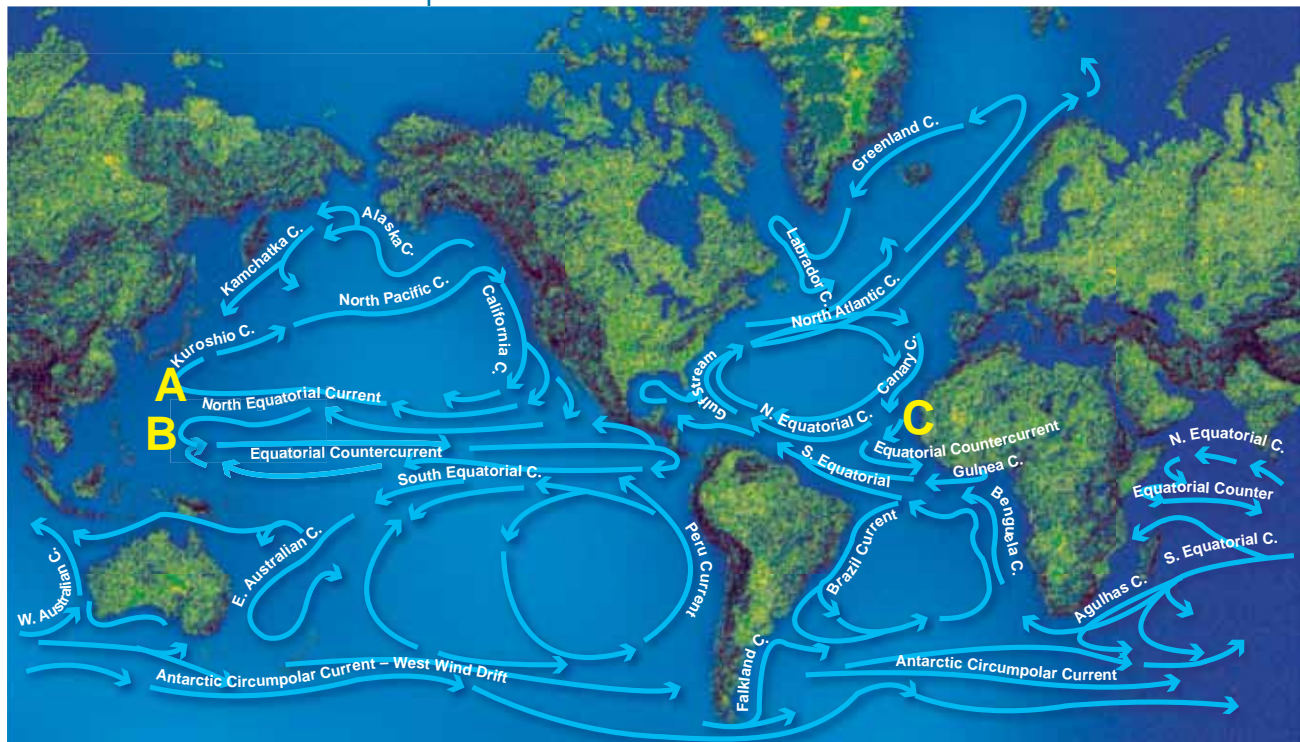 Greenland C.
Alaska C.
Labrador C.
Kamchatka C.
North Pacific C.
California C.
North Atlantic C.
Kuroshio C.
Gulf Stream
Canary C.
A
North Equatorial Current
N. Equatorial C.
C
B
Equatorial Countercurrent
Equatorial Countercurrent
N. Equatorial C.
S. Equatorial
Gulnea C.
South Equatorial C.
Equatorial Counter
Benguela C.
Peru Current
Brazil Current
S. Equatorial C.
W. Australian C.
E. Australian C.
Agulhas C.
Falkland C.
Antarctic Circumpolar Current – West Wind Drift
Antarctic Circumpolar Current